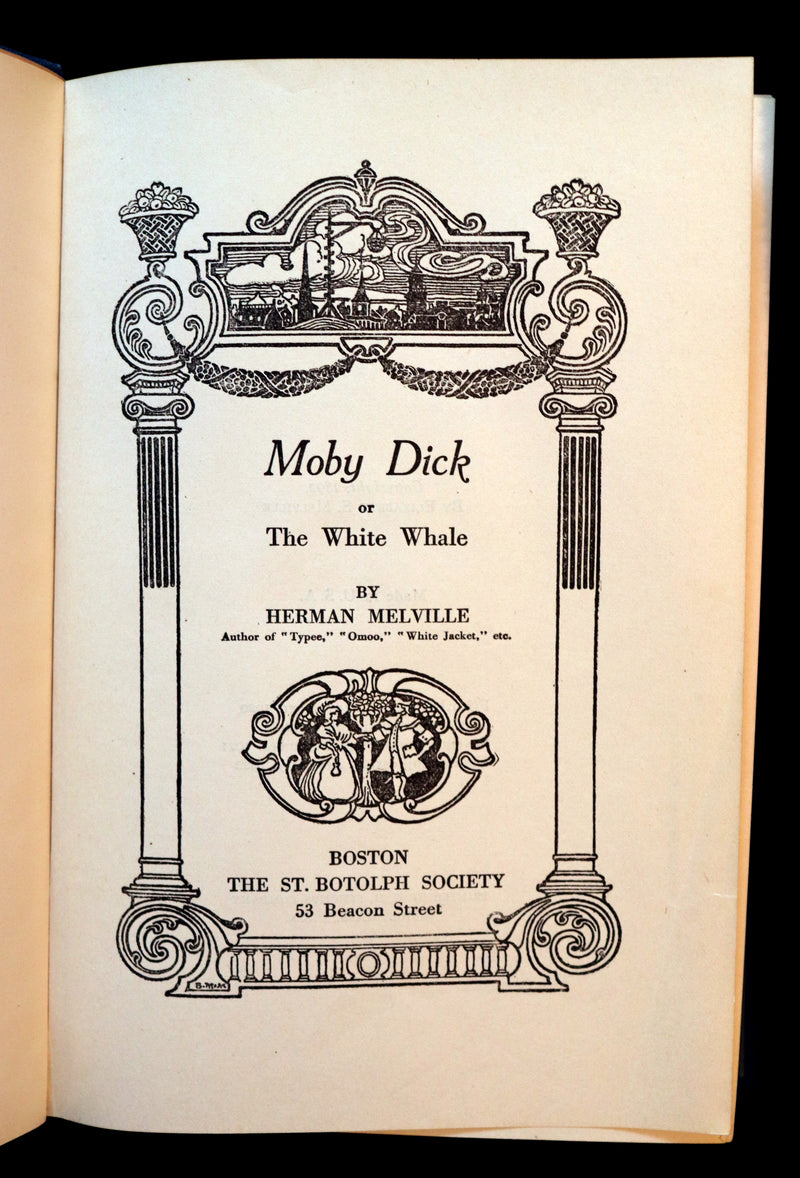 Moby Dick
or
The White Whale
BY
HERMAN MELVILLE
Author of "Typee," "Omoo," "White Jacket," etc.
BOSTON
THE ST. BOTOLPH SOCIETY
53 Beacon Street